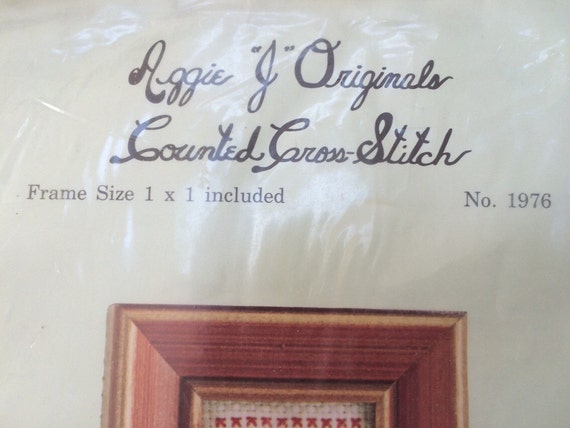 Aggie "J" Originals
Counted Cross-Stitch
Frame Size 1 x 1 included
No. 1976